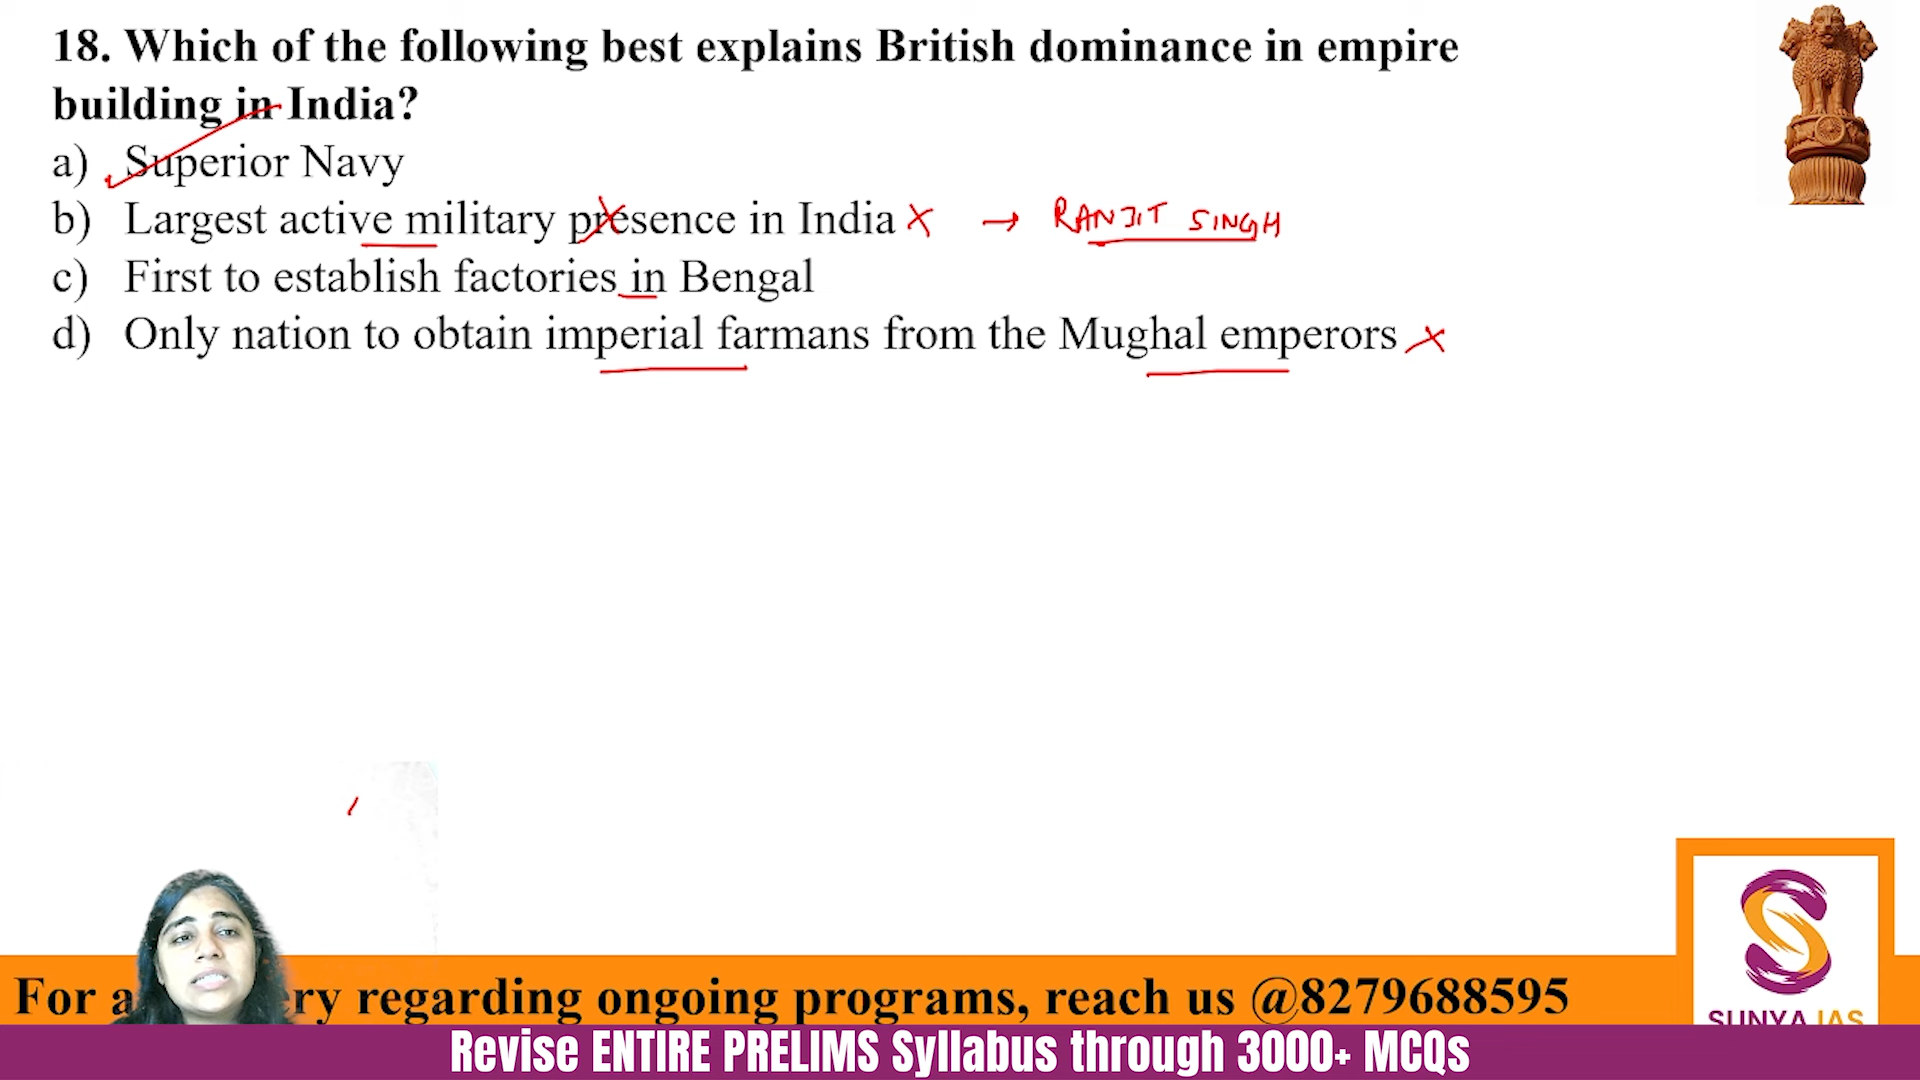 18. Which of the following best explains British dominance in empire
building in India?
a) Superior Navy
b) Largest active military presence in India x → RANJIT SINGH
c) First to establish factories in Bengal
d) Only nation to obtain imperial farmans from the Mughal emperors x
For a ry regarding ongoing programs, reach us @8279688595
SUNYA IAS
Revise ENTIRE PRELIMS Syllabus through 3000+ MCQs